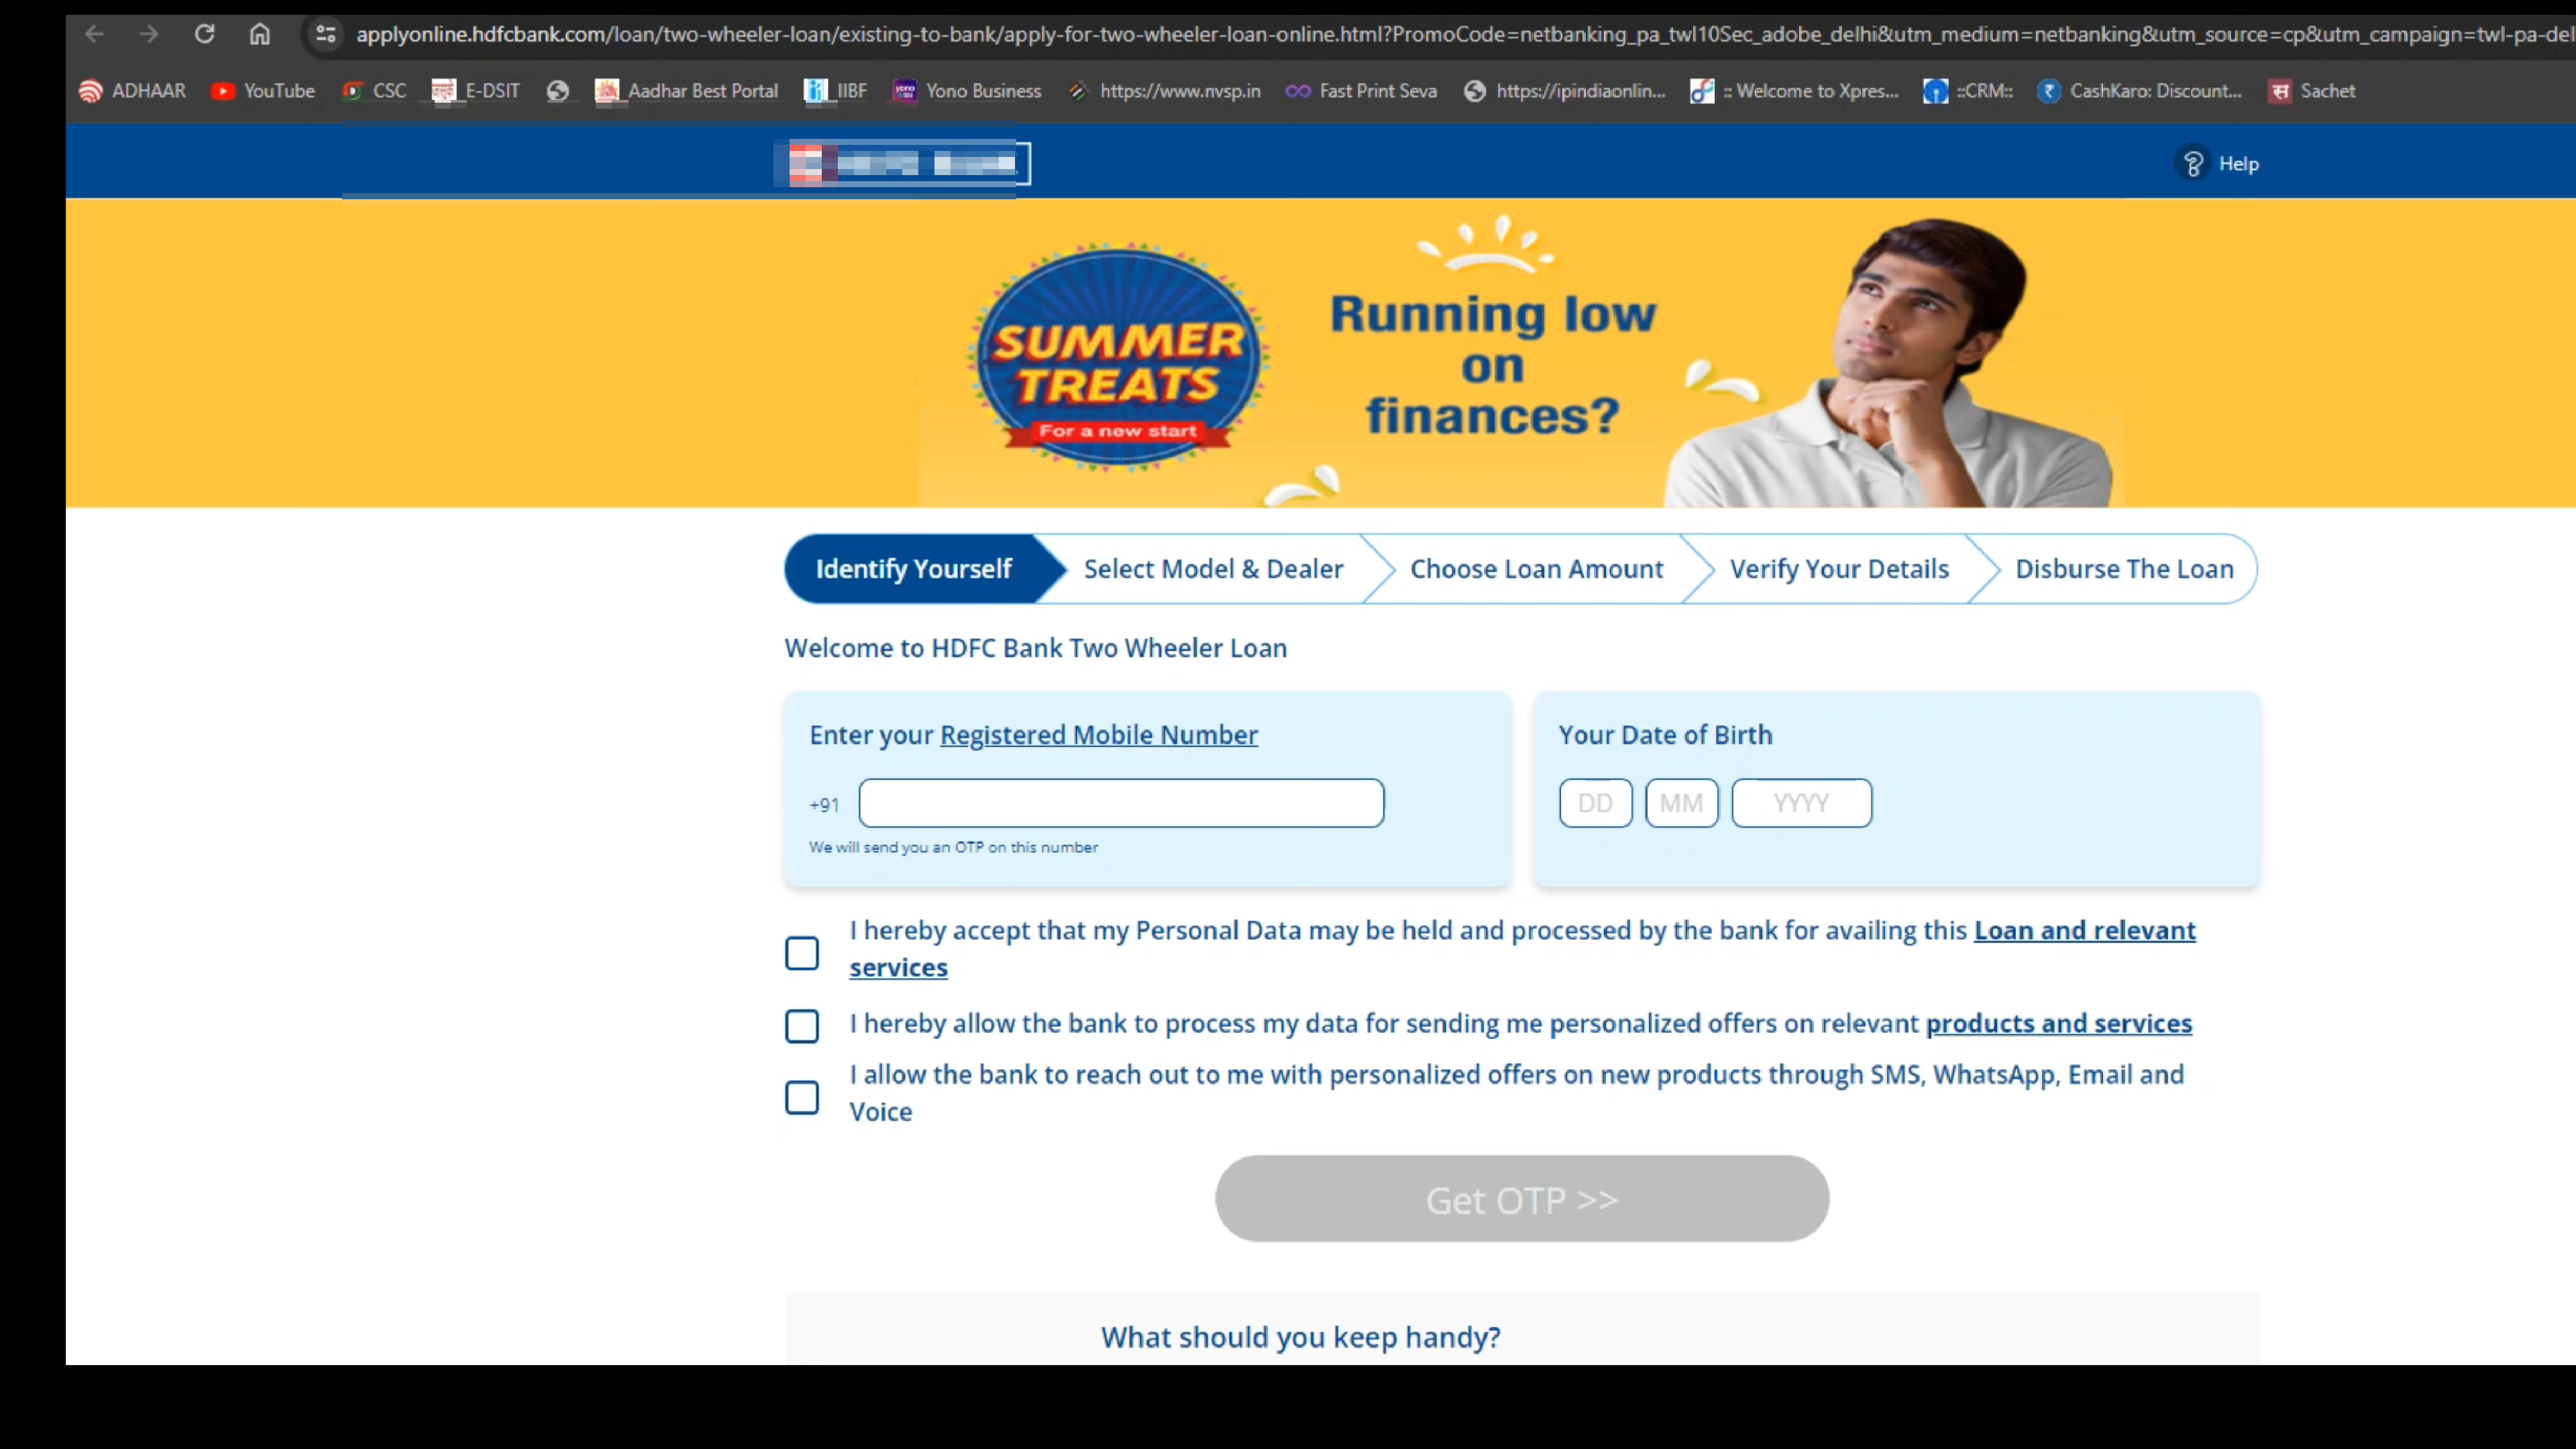 applyonline.hdfcbank.com/loan/two-wheeler-loan/existing-to-bank/apply-for-two-wheeler-loan-online.html?PromoCode=netbanking_pa_twl10Sec_adobe_delhi&utm_medium=netbanking&utm_source=cp&utm_campaign=twl-pa-del
ADHAAR YouTube CSC E-DSIT Aadhar Best Portal IIBF Yono Business https://www.nvsp.in Fast Print Seva https://ipindiaonlin... :: Welcome to Xpres... ::CRM:: CashKaro: Discount... Sachet
Help
SUMMER
TREATS
For a new start
Running low
on
finances?
Identify Yourself Select Model & Dealer Choose Loan Amount Verify Your Details Disburse The Loan
Welcome to HDFC Bank Two Wheeler Loan
Enter your Registered Mobile Number
+91
We will send you an OTP on this number
Your Date of Birth
DD MM YYYY
I hereby accept that my Personal Data may be held and processed by the bank for availing this Loan and relevant
services
I hereby allow the bank to process my data for sending me personalized offers on relevant products and services
I allow the bank to reach out to me with personalized offers on new products through SMS, WhatsApp, Email and
Voice
Get OTP >>
What should you keep handy?